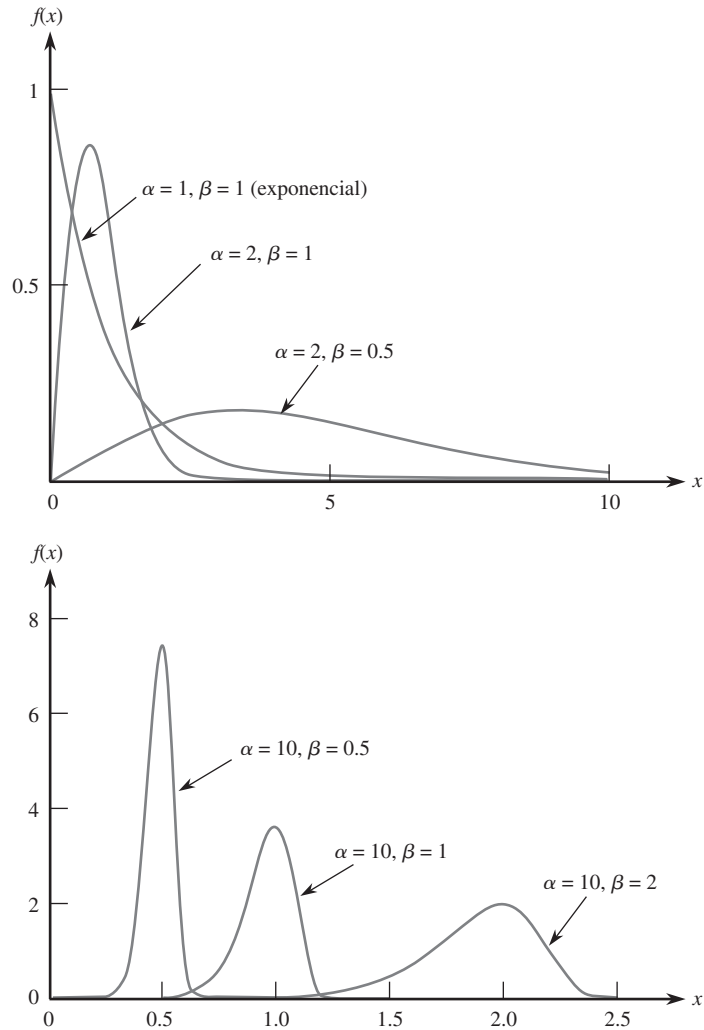 f(x)
1
α = 1, β = 1 (exponencial)
α = 2, β = 1
0.5
α = 2, β = 0.5
x
0
5
10
f(x)
8
6
α = 10, β = 0.5
4
α = 10, β = 1
α = 10, β = 2
2
0
x
0
0.5
1.0
1.5
2.0
2.5